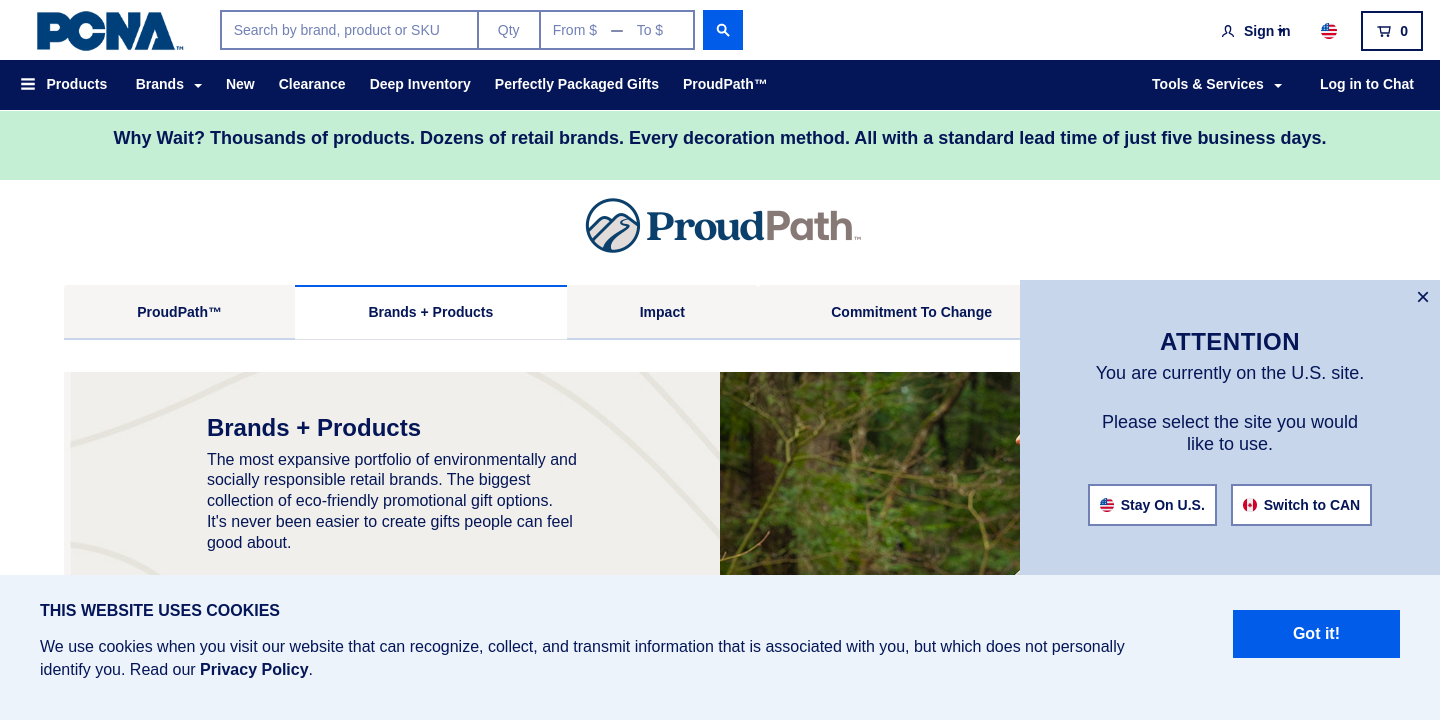 PCNA™
Search by brand, product or SKU
Qty
From $ — To $
Sign in
0
Products
Brands
New
Clearance
Deep Inventory
Perfectly Packaged Gifts
ProudPath™
Tools & Services
Log in to Chat
Why Wait? Thousands of products. Dozens of retail brands. Every decoration method. All with a standard lead time of just five business days.
ProudPath™
ProudPath™
Brands + Products
Impact
Commitment To Change
×
ATTENTION
You are currently on the U.S. site.
Please select the site you would
like to use.
Stay On U.S.
Switch to CAN
Brands + Products
The most expansive portfolio of environmentally and
socially responsible retail brands. The biggest
collection of eco-friendly promotional gift options.
It's never been easier to create gifts people can feel
good about.
THIS WEBSITE USES COOKIES
We use cookies when you visit our website that can recognize, collect, and transmit information that is associated with you, but which does not personally
identify you. Read our Privacy Policy.
Got it!